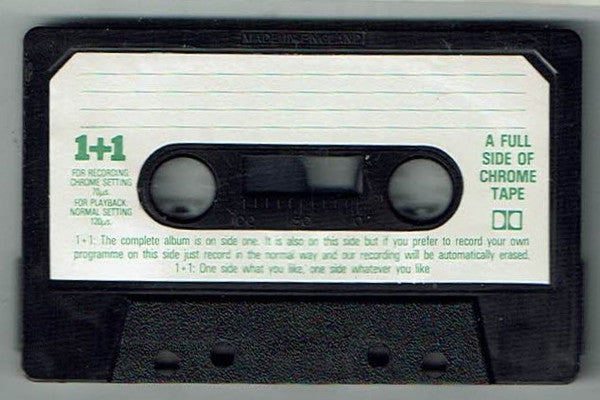 MADE IN ENGLAND
1+1
FOR RECORDING
CHROME SETTING
70µs.
FOR PLAYBACK
NORMAL SETTING
120µs.
A FULL
SIDE OF
CHROME
TAPE
100 50 0
1+1: The complete album is on side one. It is also on this side but if you prefer to record your own
programme on this side just record in the normal way and our recording will be automatically erased.
1+1: One side what you like, one side whatever you like